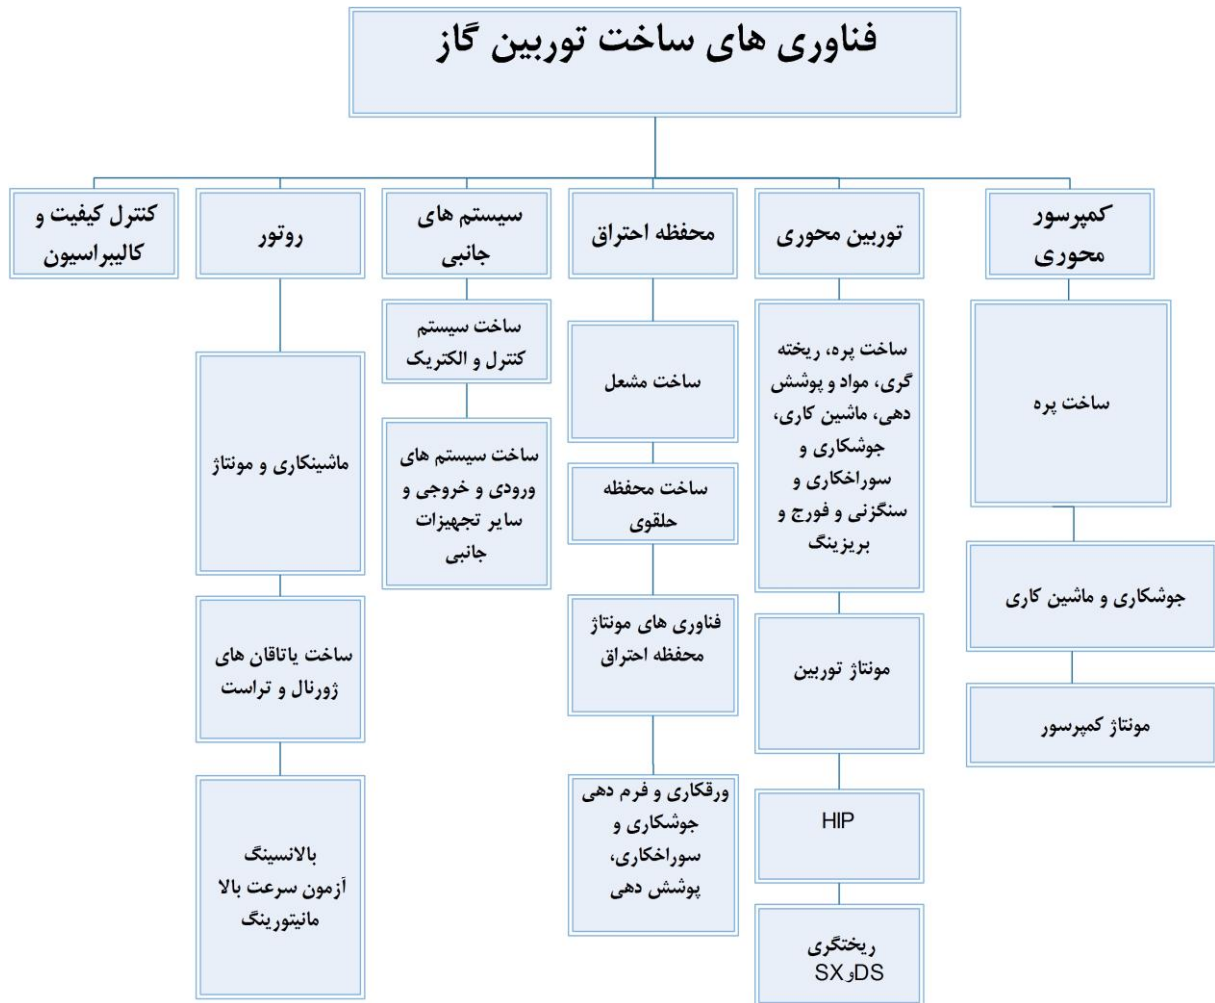 فناوری های ساخت توربین گاز
کمپرسور
محوری
توربین محوری
محفظه احتراق
سیستم های
جانبی
روتور
کنترل کیفیت و
کالیبراسیون
ساخت پره
جوشکاری و ماشین کاری
مونتاژ کمپرسور
ساخت پره، ریخته
گری، مواد و پوشش
دهی، ماشین کاری،
جوشکاری و
سوراخکاری و
سنگزنی و فورج و
بریزینگ
مونتاژ توربین
HIP
ریختگری
SXوDS
ساخت مشعل
ساخت محفظه
حلقوی
فناوری های مونتاژ
محفظه احتراق
ورقکاری و فرم دهی
جوشکاری و
سوراخکاری،
پوشش دهی
ساخت سیستم
کنترل و الکتریک
ساخت سیستم های
ورودی و خروجی و
سایر تجهیزات
جانبی
ماشینکاری و مونتاژ
ساخت یاتاقان های
ژورنال و تراست
بالانسینگ
آزمون سرعت بالا
مانیتورینگ